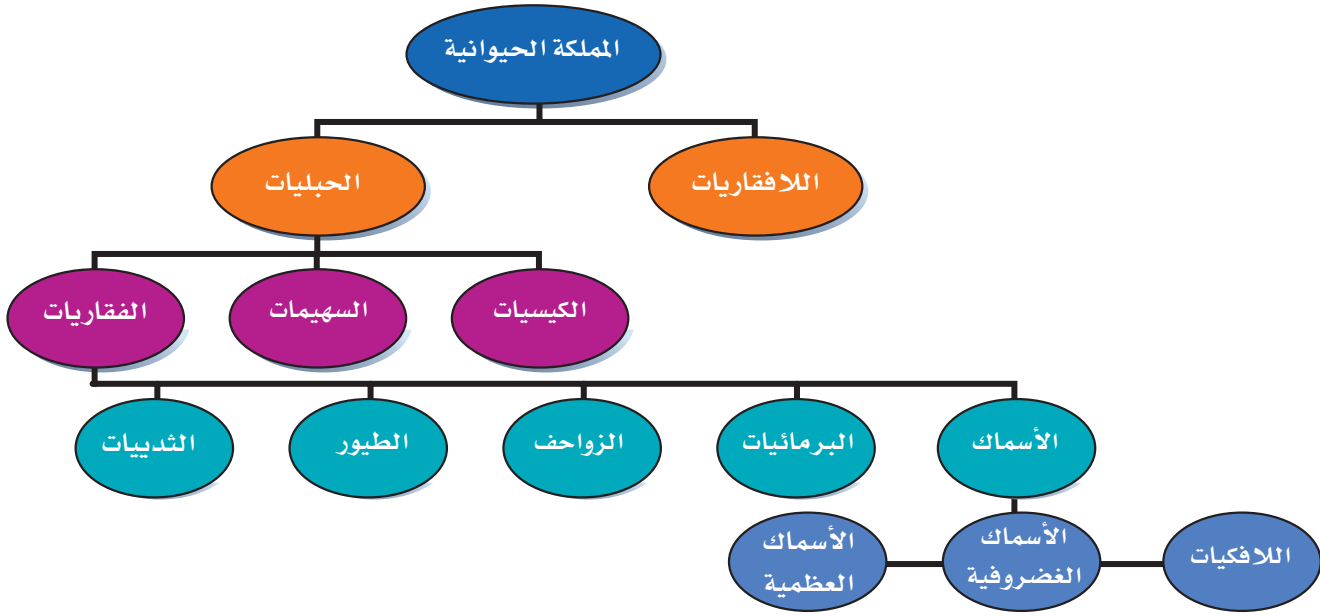 المملكة الحيوانية
اللافقاريات
الحبليات
الكيسيات
السهيمات
الفقاريات
الأسماك
البرمائيات
الزواحف
الطيور
الثدييات
اللافكيات
الأسماك
الغضروفية
الأسماك
العظمية